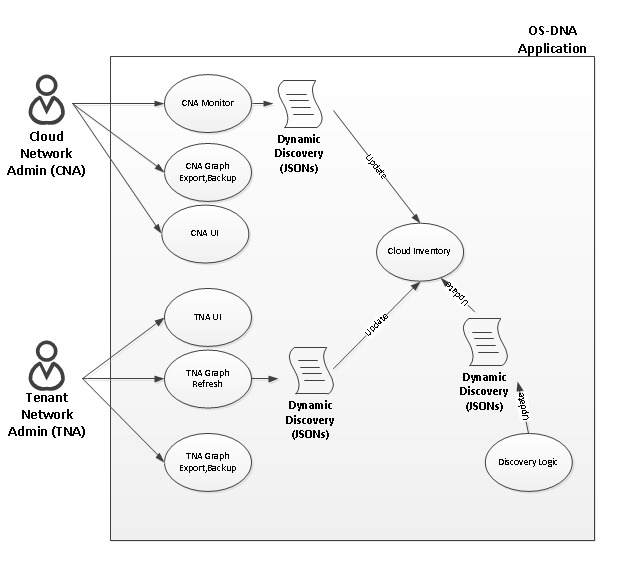 OS-DNA
Application
CNA Monitor
Cloud
Network
Admin (CNA)
Dynamic
Discovery
(JSONs)
Update
CNA Graph
Export,Backup
CNA UI
Cloud Inventory
TNA UI
Update
Update
Tenant
Network
Admin (TNA)
TNA Graph
Refresh
Dynamic
Discovery
(JSONs)
Dynamic
Discovery
(JSONs)
Update
TNA Graph
Export,Backup
Discovery Logic